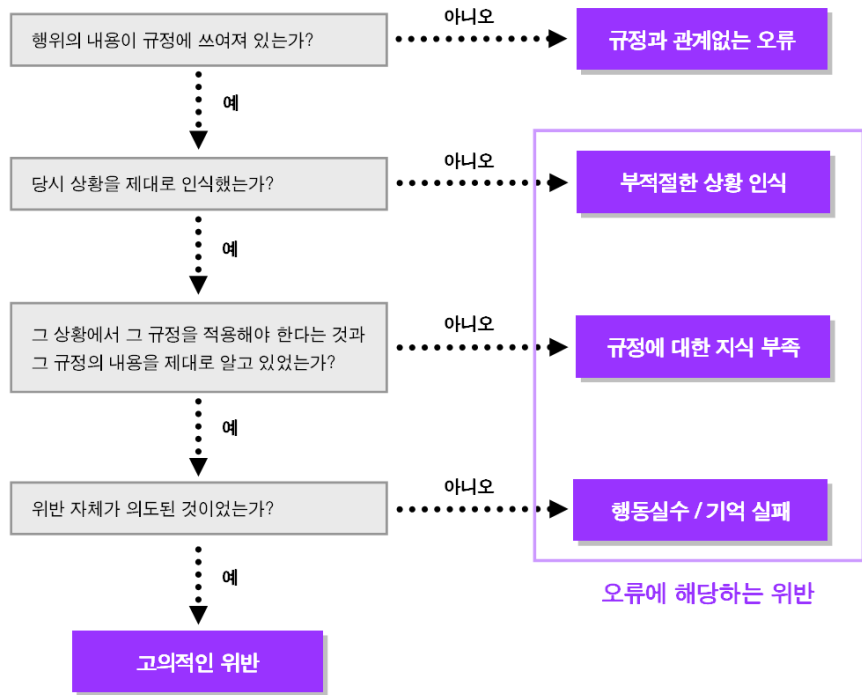 행위의 내용이 규정에 쓰여져 있는가?
아니오
규정과 관계없는 오류
예
당시 상황을 제대로 인식했는가?
아니오
부적절한 상황 인식
예
그 상황에서 그 규정을 적용해야 한다는 것과
그 규정의 내용을 제대로 알고 있었는가?
아니오
규정에 대한 지식 부족
예
위반 자체가 의도된 것이었는가?
아니오
행동실수 / 기억 실패
예
오류에 해당하는 위반
고의적인 위반